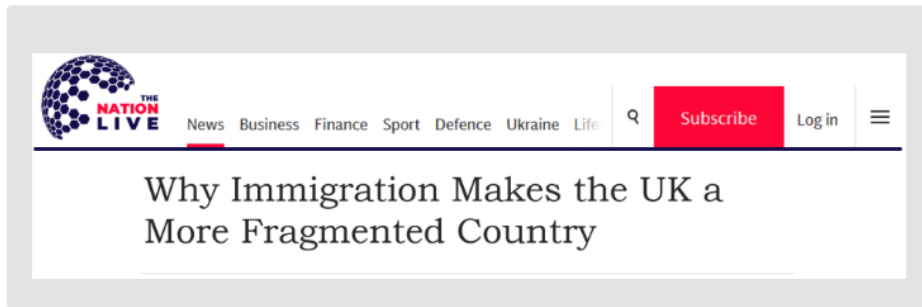 THE
NATION
LIVE
News Business Finance Sport Defence Ukraine Life
Subscribe
Log in
Why Immigration Makes the UK a
More Fragmented Country